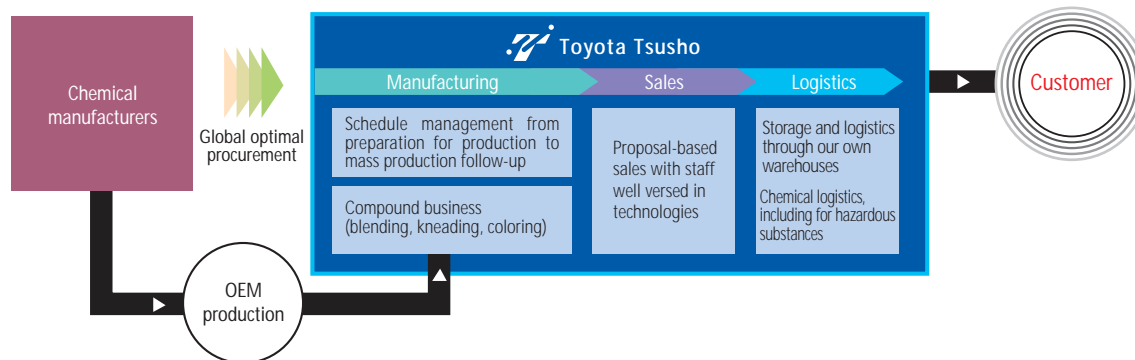 Toyota Tsusho
Chemical
manufacturers
Global optimal
procurement
Manufacturing
Sales
Logistics
Schedule management from
preparation for production to
mass production follow-up
Compound business
(blending, kneading, coloring)
Proposal-based
sales with staff
well versed in
technologies
Storage and logistics
through our own
warehouses
Chemical logistics,
including for hazardous
substances
Customer
OEM
production